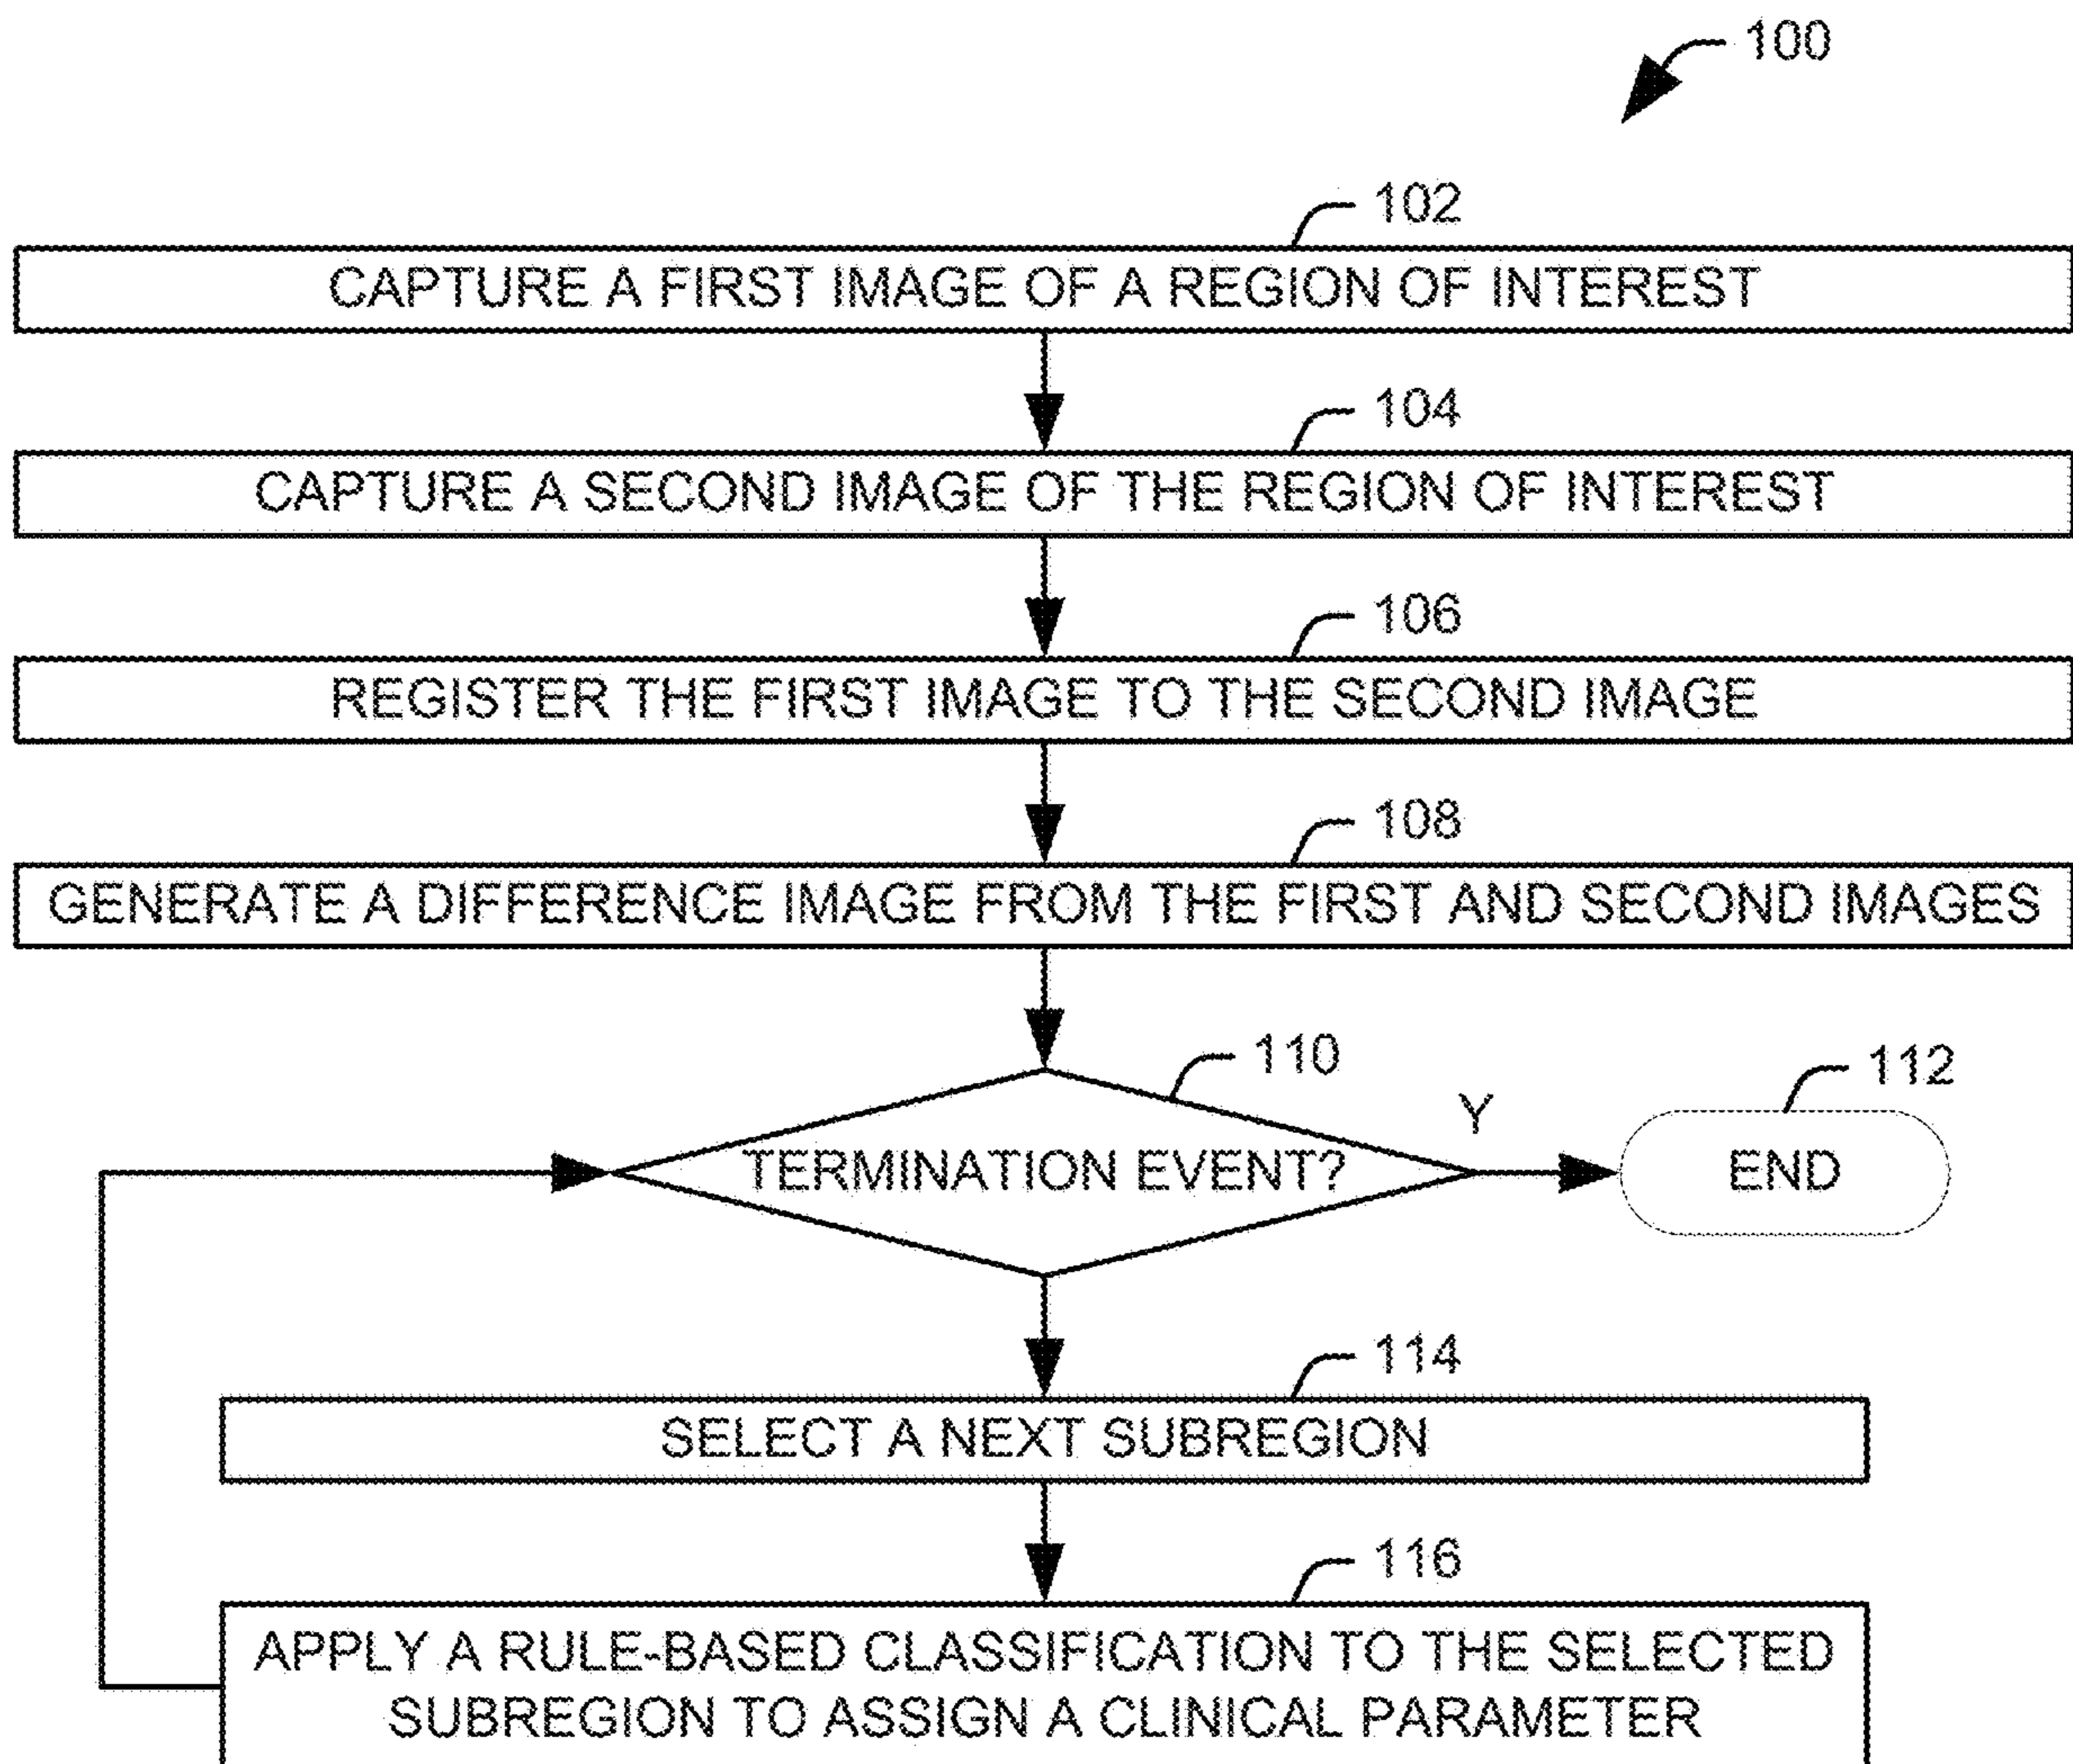 100
102
CAPTURE A FIRST IMAGE OF A REGION OF INTEREST
104
CAPTURE A SECOND IMAGE OF THE REGION OF INTEREST
106
REGISTER THE FIRST IMAGE TO THE SECOND IMAGE
108
GENERATE A DIFFERENCE IMAGE FROM THE FIRST AND SECOND IMAGES
110
112
Y
TERMINATION EVENT?
END
114
SELECT A NEXT SUBREGION
116
APPLY A RULE-BASED CLASSIFICATION TO THE SELECTED
SUBREGION TO ASSIGN A CLINICAL PARAMETER